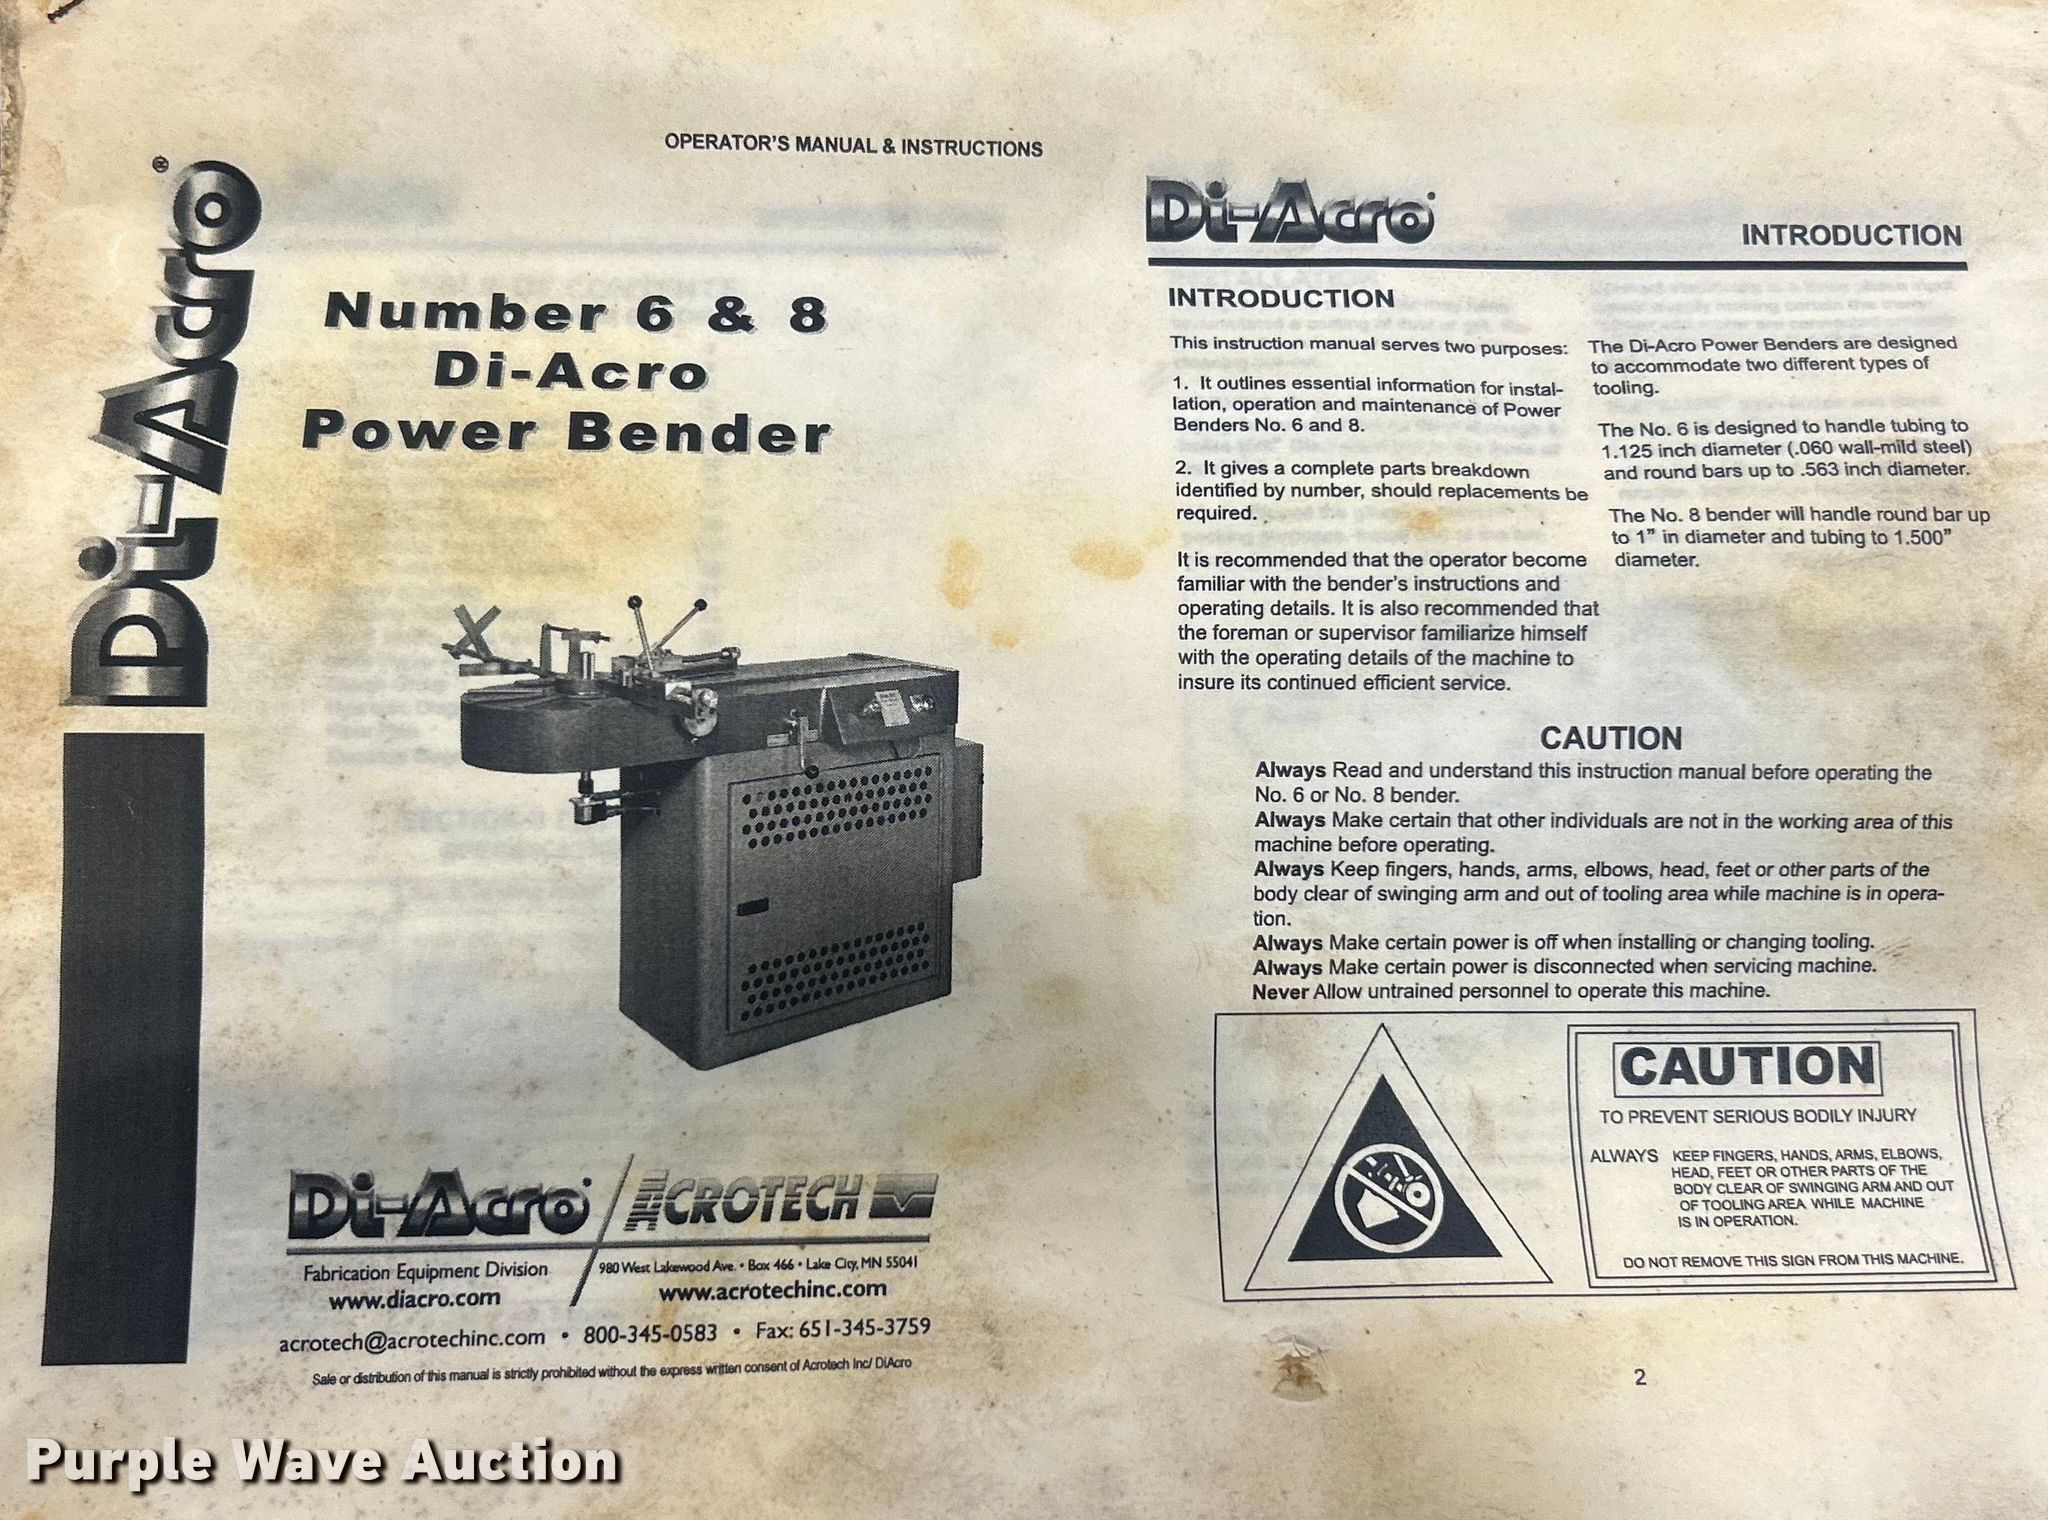 OPERATOR'S MANUAL & INSTRUCTIONS
Di-Acro®
Number 6 & 8
Di-Acro
Power Bender
Di-Acro
ACROTECH
Fabrication Equipment Division
www.diacro.com
980 West Lakewood Ave. • Box 466 • Lake City, MN 55041
www.acrotechinc.com
acrotech@acrotechinc.com • 800-345-0583 • Fax: 651-345-3759
Sale or distribution of this manual is strictly prohibited without the express written consent of Acrotech Inc/ DiAcro
Di-Acro
INTRODUCTION
INTRODUCTION
This instruction manual serves two purposes:
1. It outlines essential information for instal-
lation, operation and maintenance of Power
Benders No. 6 and 8.
2. It gives a complete parts breakdown
identified by number, should replacements be
required.
It is recommended that the operator become
familiar with the bender's instructions and
operating details. It is also recommended that
the foreman or supervisor familiarize himself
with the operating details of the machine to
insure its continued efficient service.
The Di-Acro Power Benders are designed
to accommodate two different types of
tooling.
The No. 6 is designed to handle tubing to
1.125 inch diameter (.060 wall-mild steel)
and round bars up to .563 inch diameter.
The No. 8 bender will handle round bar up
to 1" in diameter and tubing to 1.500"
diameter.
CAUTION
Always Read and understand this instruction manual before operating the
No. 6 or No. 8 bender.
Always Make certain that other individuals are not in the working area of this
machine before operating.
Always Keep fingers, hands, arms, elbows, head, feet or other parts of the
body clear of swinging arm and out of tooling area while machine is in opera-
tion.
Always Make certain power is off when installing or changing tooling.
Always Make certain power is disconnected when servicing machine.
Never Allow untrained personnel to operate this machine.
CAUTION
TO PREVENT SERIOUS BODILY INJURY
ALWAYS KEEP FINGERS, HANDS, ARMS, ELBOWS,
HEAD, FEET OR OTHER PARTS OF THE
BODY CLEAR OF SWINGING ARM AND OUT
OF TOOLING AREA WHILE MACHINE
IS IN OPERATION.
DO NOT REMOVE THIS SIGN FROM THIS MACHINE.
2
Purple Wave Auction